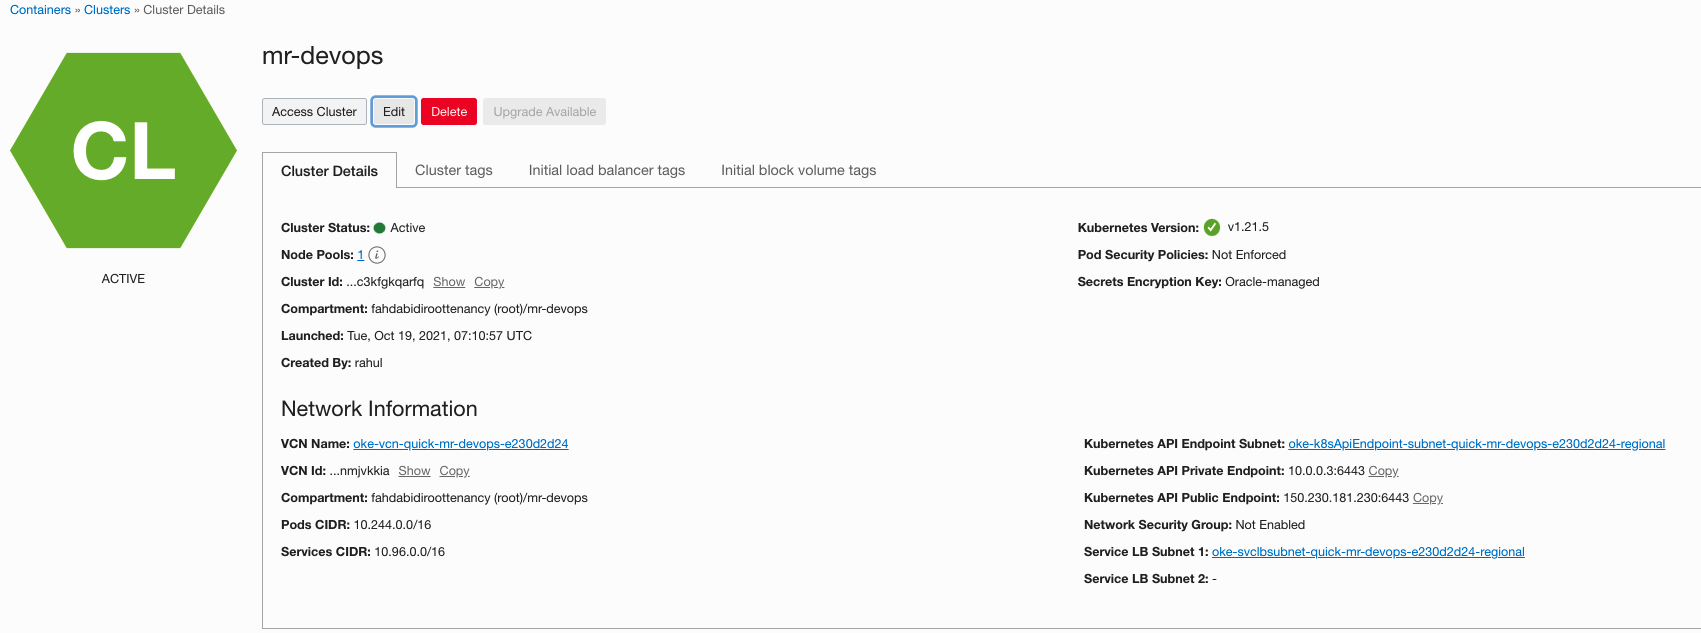 Containers » Clusters » Cluster Details
CL
ACTIVE
mr-devops
Access Cluster Edit Delete Upgrade Available
Cluster Details Cluster tags Initial load balancer tags Initial block volume tags
Cluster Status: Active
Node Pools: 1 i
Cluster Id: ...c3kfgkqarfq Show Copy
Compartment: fahdabidiroottenancy (root)/mr-devops
Launched: Tue, Oct 19, 2021, 07:10:57 UTC
Created By: rahul
Kubernetes Version: v1.21.5
Pod Security Policies: Not Enforced
Secrets Encryption Key: Oracle-managed
Network Information
VCN Name: oke-vcn-quick-mr-devops-e230d2d24
VCN Id: ...nmjvkkia Show Copy
Compartment: fahdabidiroottenancy (root)/mr-devops
Pods CIDR: 10.244.0.0/16
Services CIDR: 10.96.0.0/16
Kubernetes API Endpoint Subnet: oke-k8sApiEndpoint-subnet-quick-mr-devops-e230d2d24-regional
Kubernetes API Private Endpoint: 10.0.0.3:6443 Copy
Kubernetes API Public Endpoint: 150.230.181.230:6443 Copy
Network Security Group: Not Enabled
Service LB Subnet 1: oke-svclbsubnet-quick-mr-devops-e230d2d24-regional
Service LB Subnet 2: -